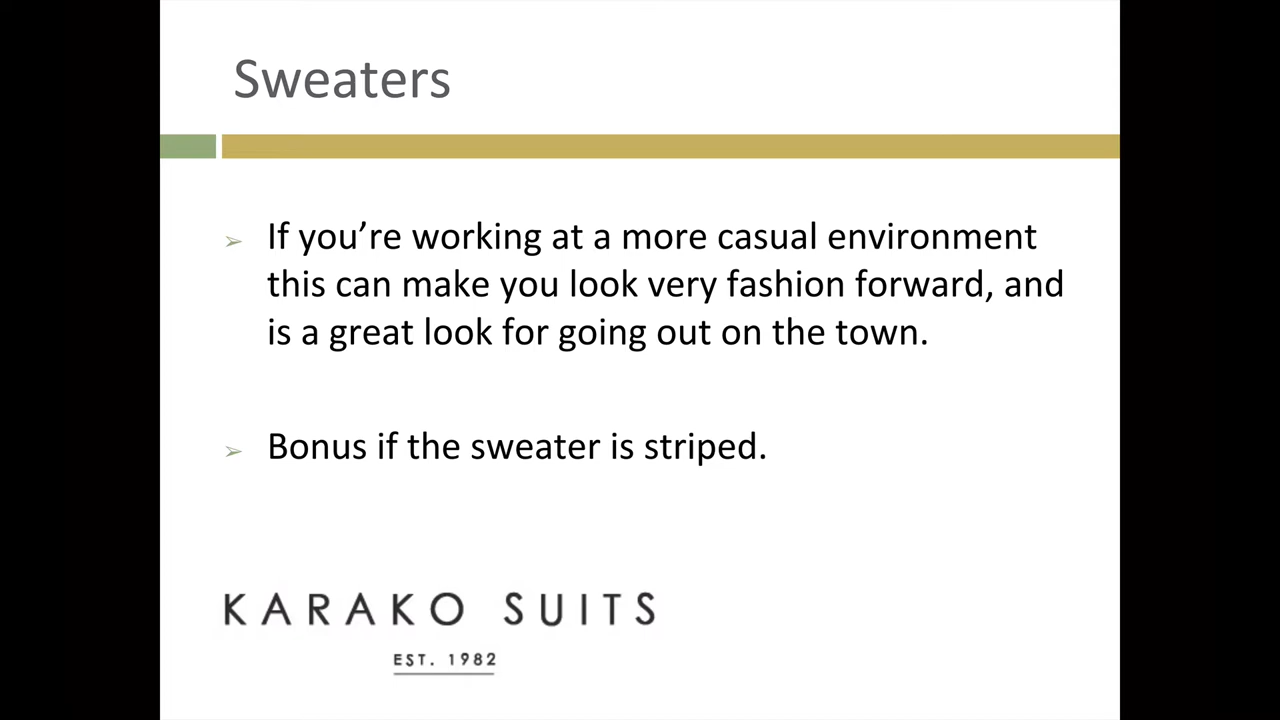 Sweaters
➢ If you’re working at a more casual environment
this can make you look very fashion forward, and
is a great look for going out on the town.
➢ Bonus if the sweater is striped.
KARAKO SUITS
EST. 1982